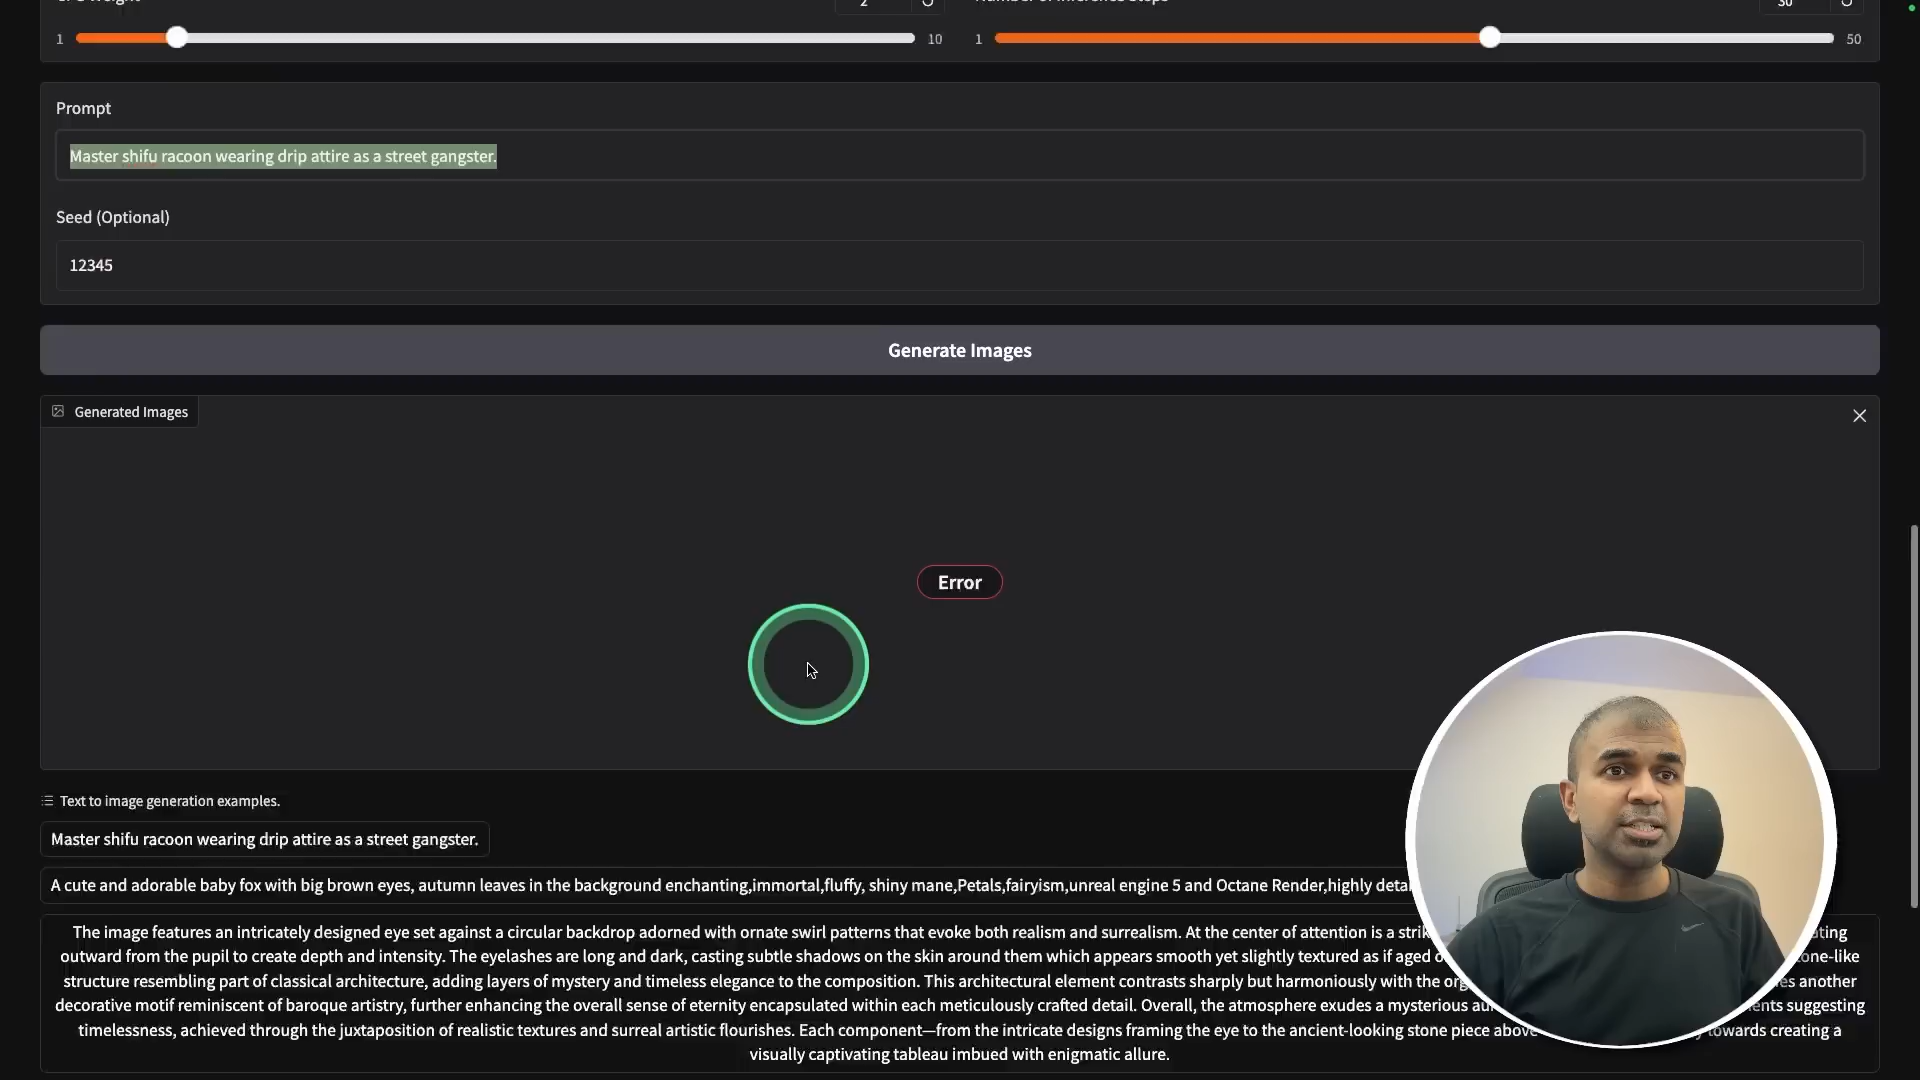 2
30
1
10
1
50
Prompt
Master shifu racoon wearing drip attire as a street gangster.
Seed (Optional)
12345
Generate Images
Generated Images
Error
Text to image generation examples.
Master shifu racoon wearing drip attire as a street gangster.
A cute and adorable baby fox with big brown eyes, autumn leaves in the background enchanting,immortal,fluffy, shiny mane,Petals,fairyism,unreal engine 5 and Octane Render,highly
The image features an intricately designed eye set against a circular backdrop adorned with ornate swirl patterns that evoke both realism and surrealism. At the center of attention is a
outward from the pupil to create depth and intensity. The eyelashes are long and dark, casting subtle shadows on the skin around them which appears smooth yet slightly textured as if aged
structure resembling part of classical architecture, adding layers of mystery and timeless elegance to the composition. This architectural element contrasts sharply but harmoniously with the another
decorative motif reminiscent of baroque artistry, further enhancing the overall sense of eternity encapsulated within each meticulously crafted detail. Overall, the atmosphere exudes a mysterious suggesting
timelessness, achieved through the juxtaposition of realistic textures and surreal artistic flourishes. Each component—from the intricate designs framing the eye to the ancient-looking stone piece above towards creating a
visually captivating tableau imbued with enigmatic allure.